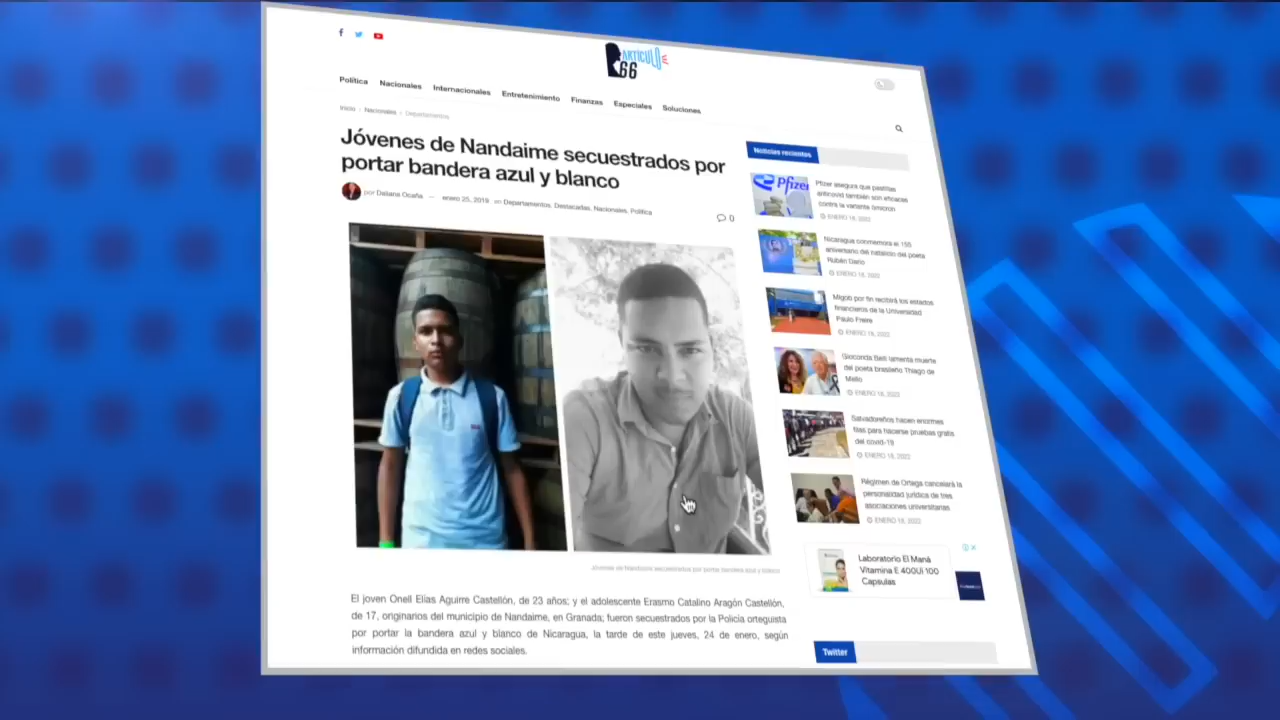 ARTÍCULO
66
Política Nacionales Internacionales Entretenimiento Finanzas Especiales Soluciones
Inicio > Nacionales > Departamentos
Jóvenes de Nandaime secuestrados por
portar bandera azul y blanco
por Daliana Ocaña — enero 25, 2019 en Departamentos, Destacadas, Nacionales, Política
0
Jóvenes de Nandaime secuestrados por portar bandera azul y blanco
El joven Onell Elías Aguirre Castellón, de 23 años; y el adolescente Erasmo Catalino Aragón Castellón,
de 17, originarios del municipio de Nandaime, en Granada; fueron secuestrados por la Policía orteguista
por portar la bandera azul y blanco de Nicaragua, la tarde de este jueves, 24 de enero, según
información difundida en redes sociales.
Noticias recientes
Pfizer
Pfizer asegura que pastillas
anticovid también son eficaces
contra la variante ómicron
ENERO 18, 2022
Nicaragua conmemora el 155
aniversario del natalicio del poeta
Rubén Darío
ENERO 18, 2022
Migob por fin recibirá los estados
financieros de la Universidad
Paulo Freire
ENERO 18, 2022
Gioconda Belli lamenta muerte
del poeta brasileño Thiago de
Mello
ENERO 18, 2022
Salvadoreños hacen enormes
filas para hacerse pruebas gratis
del covid-19
ENERO 18, 2022
Régimen de Ortega cancelará la
personalidad jurídica de tres
asociaciones universitarias
ENERO 18, 2022
Laboratorio El Maná
Vitamina E 400Ui 100
Capsulas
Twitter